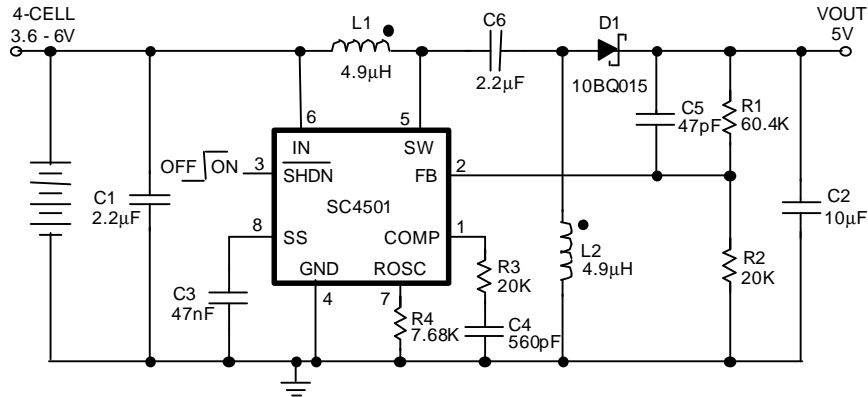 4-CELL
3.6 - 6V
L1
4.9µH
C6
2.2µF
D1
10BQ015
VOUT
5V
C5
47pF
R1
60.4K
6
5
IN
SW
OFF ON
3
SHDN
FB
2
C1
2.2µF
SC4501
C2
10µF
8
SS
COMP
1
L2
4.9µH
R2
20K
R3
20K
GND
ROSC
4
7
C3
47nF
R4
7.68K
C4
560pF